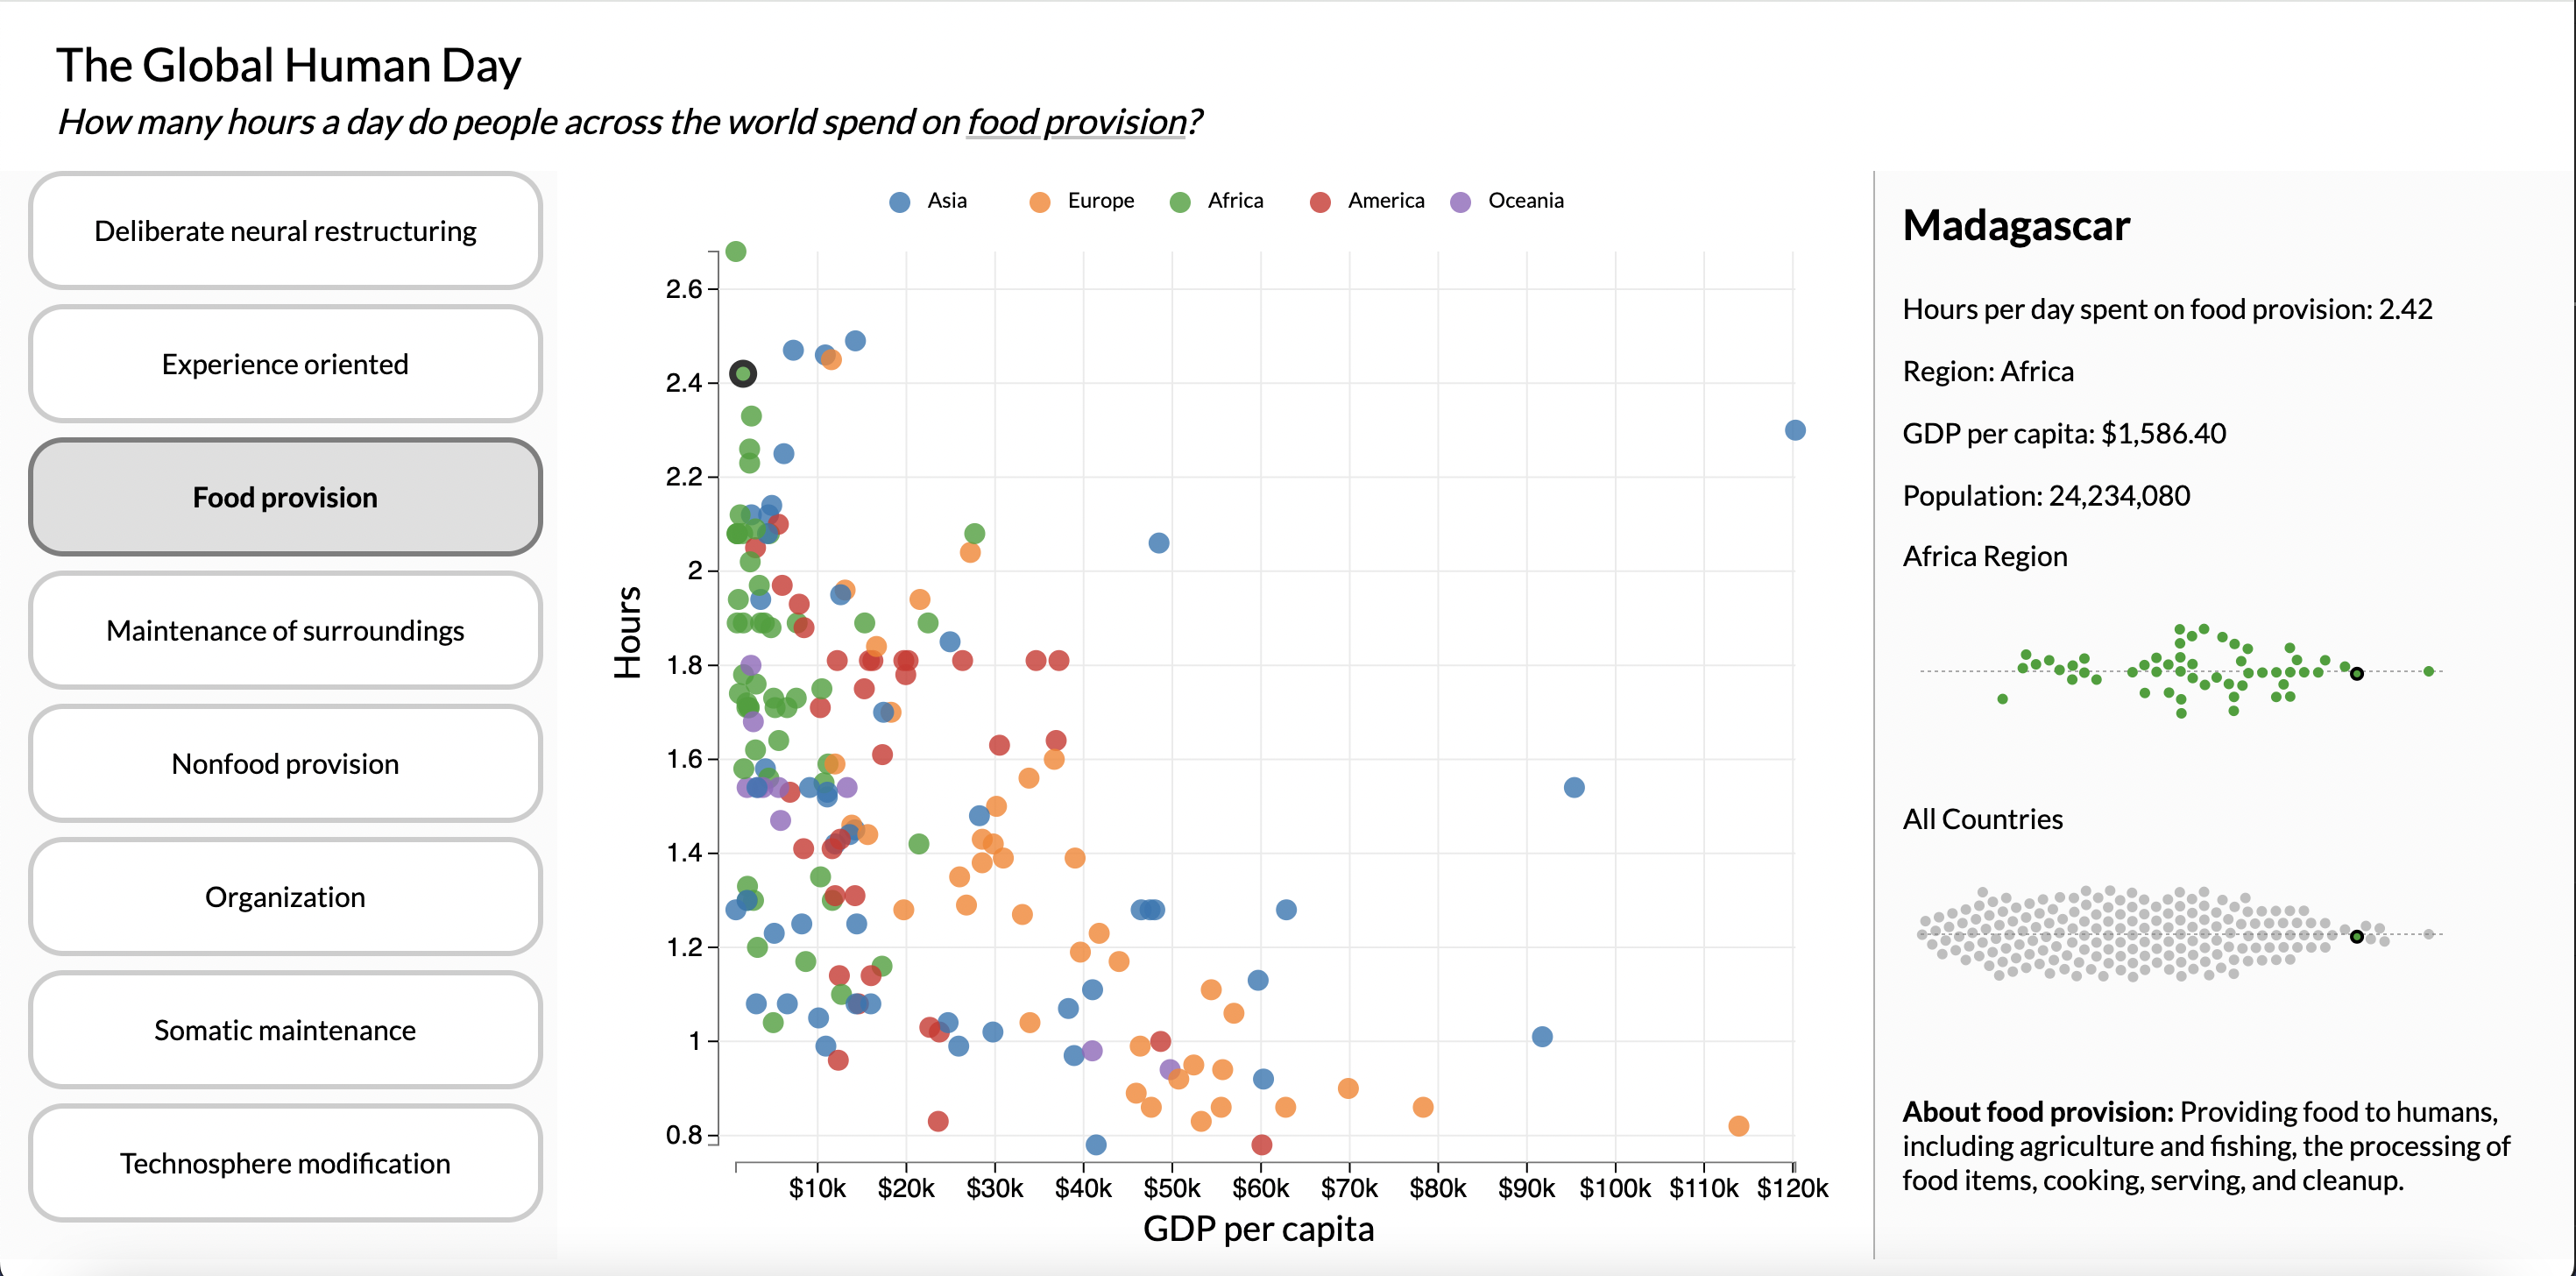 The Global Human Day
How many hours a day do people across the world spend on food provision?
Deliberate neural restructuring
Experience oriented
Food provision
Maintenance of surroundings
Nonfood provision
Organization
Somatic maintenance
Technosphere modification
Asia
Europe
Africa
America
Oceania
Hours
2.6
2.4
2.2
2
1.8
1.6
1.4
1.2
1
0.8
$10k
$20k
$30k
$40k
$50k
$60k
$70k
$80k
$90k
$100k
$110k
$120k
GDP per capita
Madagascar
Hours per day spent on food provision: 2.42
Region: Africa
GDP per capita: $1,586.40
Population: 24,234,080
Africa Region
All Countries
About food provision: Providing food to humans,
including agriculture and fishing, the processing of
food items, cooking, serving, and cleanup.